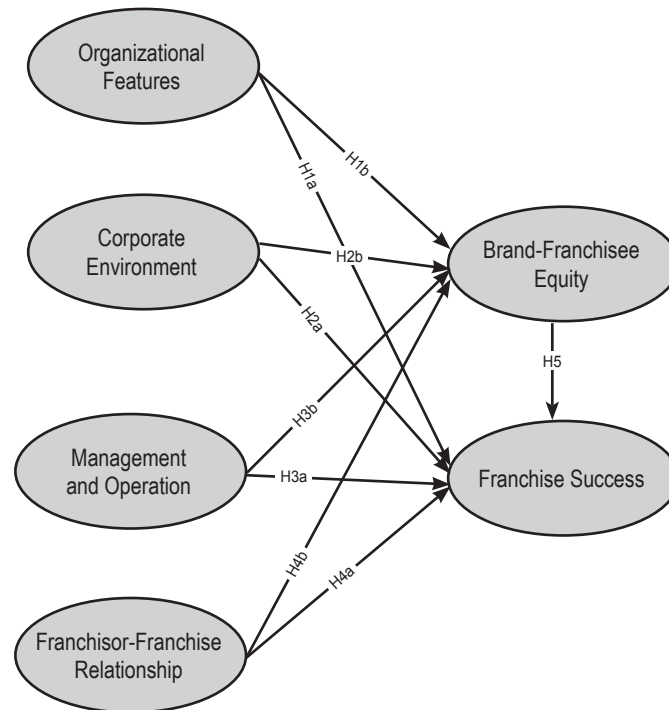 Organizational
Features
H1b
H1a
Corporate
Environment
H2b
Brand-Franchisee
Equity
H2a
H5
H3b
Management
and Operation
H3a
Franchise Success
H4b
H4a
Franchisor-Franchise
Relationship